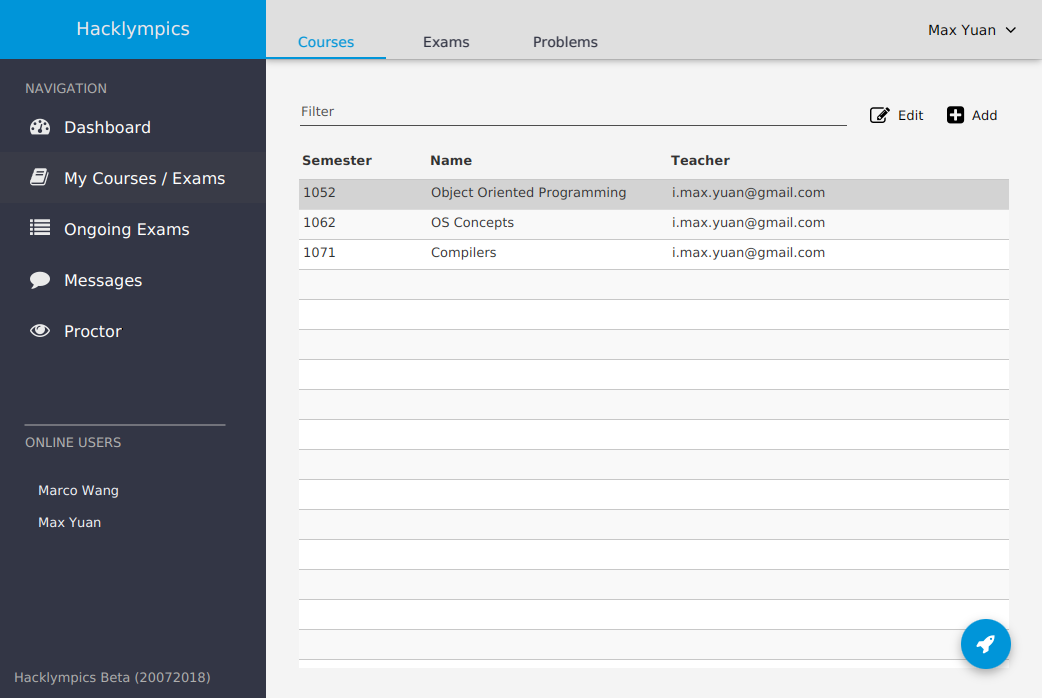 Hacklympics
Courses Exams Problems
Max Yuan
NAVIGATION
Dashboard
My Courses / Exams
Ongoing Exams
Messages
Proctor
ONLINE USERS
Marco Wang
Max Yuan
Hacklympics Beta (20072018)
Filter
Edit Add
Semester Name Teacher
1052 Object Oriented Programming i.max.yuan@gmail.com
1062 OS Concepts i.max.yuan@gmail.com
1071 Compilers i.max.yuan@gmail.com